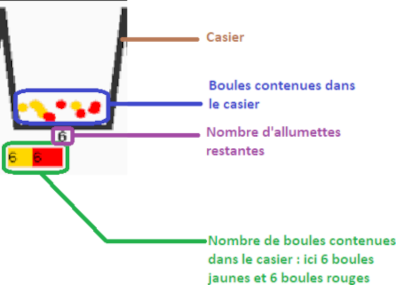 Casier
Boules contenues dans
le casier
6
Nombre d'allumettes
restantes
6 6
Nombre de boules contenues
dans le casier : ici 6 boules
jaunes et 6 boules rouges